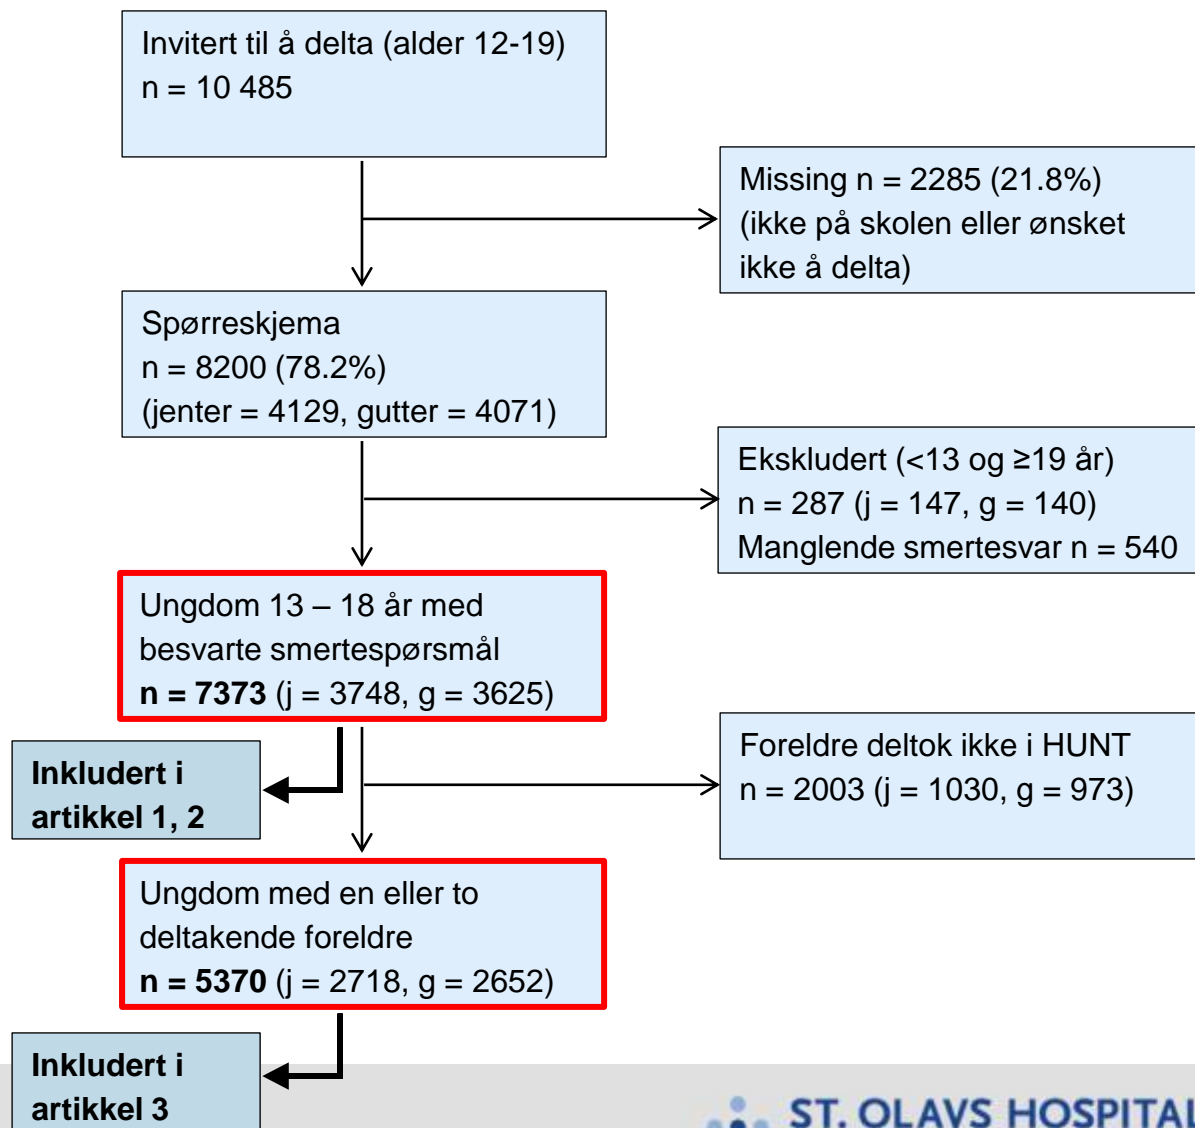 Invitert til å delta (alder 12-19)
n = 10 485
Missing n = 2285 (21.8%)
(ikke på skolen eller ønsket
ikke å delta)
Spørreskjema
n = 8200 (78.2%)
(jenter = 4129, gutter = 4071)
Ekskludert (<13 og ≥19 år)
n = 287 (j = 147, g = 140)
Manglende smertesvar n = 540
Ungdom 13 – 18 år med
besvarte smertespørsmål
n = 7373 (j = 3748, g = 3625)
Inkludert i
artikkel 1, 2
Foreldre deltok ikke i HUNT
n = 2003 (j = 1030, g = 973)
Ungdom med en eller to
deltakende foreldre
n = 5370 (j = 2718, g = 2652)
Inkludert i
artikkel 3
ST. OLAVS HOSPITAL